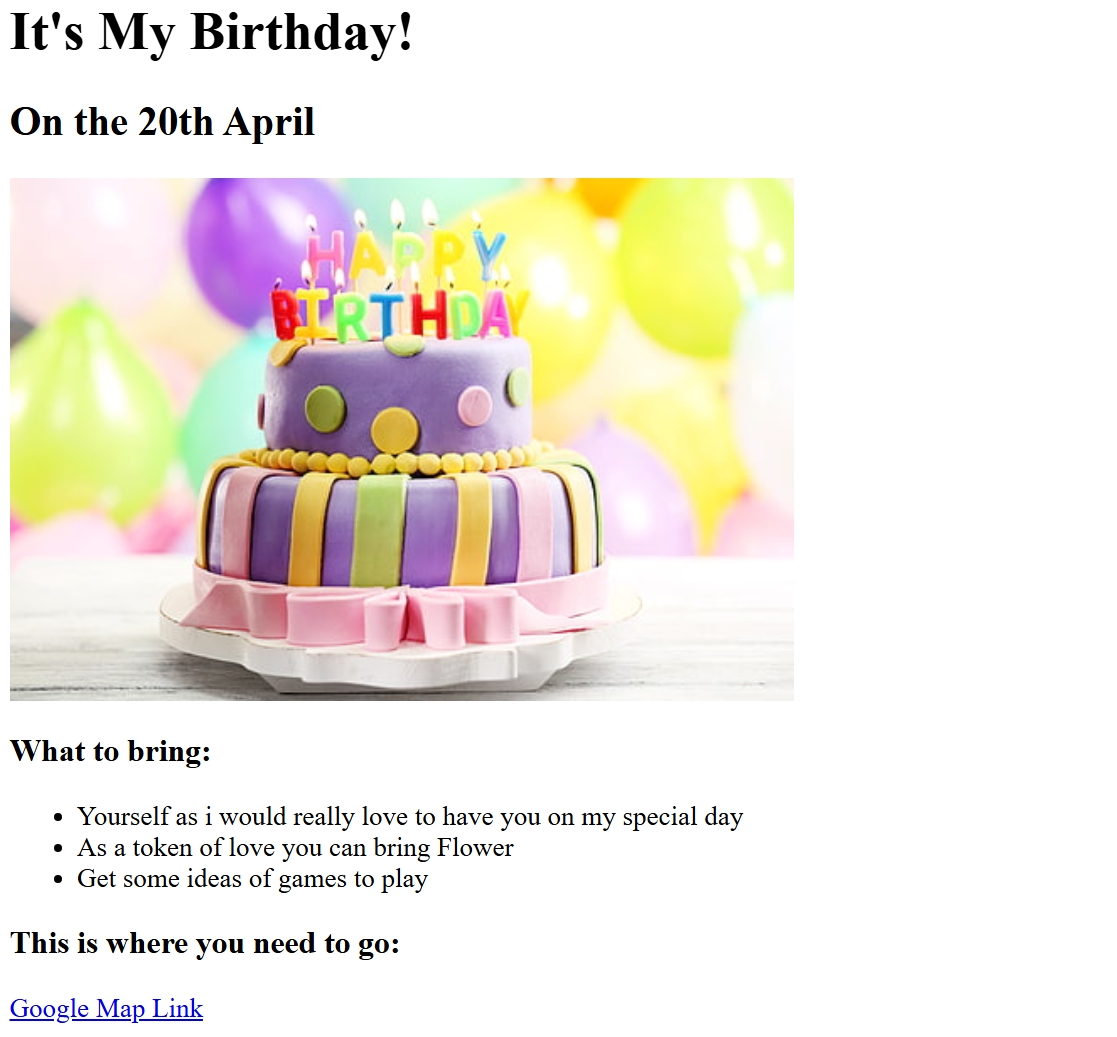 It's My Birthday!
On the 20th April
HAPPY
BIRTHDAY
What to bring:
Yourself as i would really love to have you on my special day
As a token of love you can bring Flower
Get some ideas of games to play
This is where you need to go:
Google Map Link